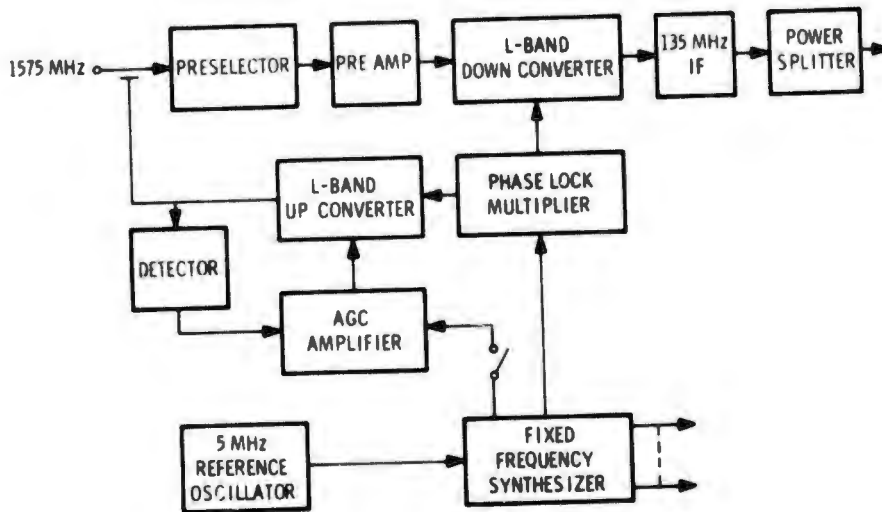 1575 MHz
PRESELECTOR
PRE AMP
L-BAND
DOWN CONVERTER
135 MHz
IF
POWER
SPLITTER
L-BAND
UP CONVERTER
PHASE LOCK
MULTIPLIER
DETECTOR
AGC
AMPLIFIER
5 MHz
REFERENCE
OSCILLATOR
FIXED
FREQUENCY
SYNTHESIZER